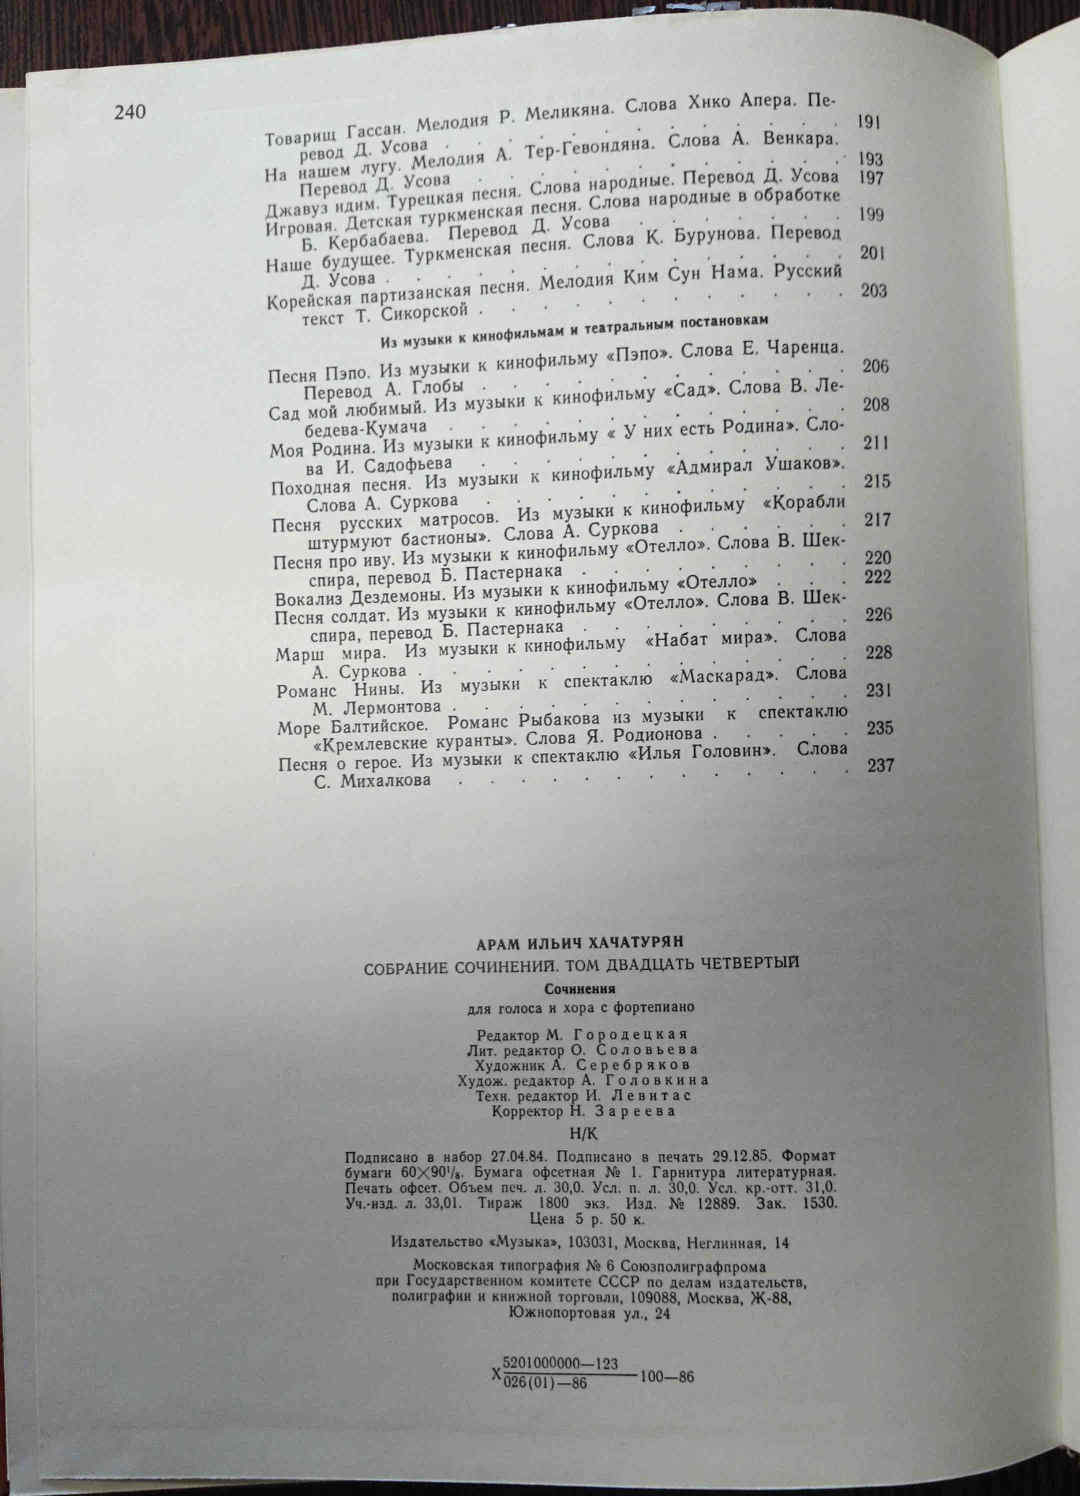 240
Товарищ Гассан. Мелодия Р. Меликяна. Слова Хнко Апера. Пе-
ревод Д. Усова . . . . . . . . . . . 191
На нашем лугу. Мелодия А. Тер-Гевондяна. Слова А. Венкара.
Перевод Д. Усова . . . . . . . . . . . 193
Джавуз идим. Турецкая песня. Слова народные. Перевод Д. Усова 197
Игровая. Детская туркменская песня. Слова народные в обработке
Б. Кербабаева. Перевод Д. Усова . . . . . . . 199
Наше будущее. Туркменская песня. Слова К. Бурунова. Перевод
Д. Усова . . . . . . . . . . . . . 201
Корейская партизанская песня. Мелодия Ким Сун Нама. Русский
текст Т. Сикорской . . . . . . . . . . . 203
Из музыки к кинофильмам и театральным постановкам
Песня Пэпо. Из музыки к кинофильму «Пэпо». Слова Е. Чаренца.
Перевод А. Глобы . . . . . . . . . . . 206
Сад мой любимый. Из музыки к кинофильму «Сад». Слова В. Ле-
бедева-Кумача . . . . . . . . . . . . 208
Моя Родина. Из музыки к кинофильму « У них есть Родина». Сло-
ва И. Садофьева . . . . . . . . . . . 211
Походная песня. Из музыки к кинофильму «Адмирал Ушаков».
Слова А. Суркова . . . . . . . . . . . 215
Песня русских матросов. Из музыки к кинофильму «Корабли
штурмуют бастионы». Слова А. Суркова . . . . . . 217
Песня про иву. Из музыки к кинофильму «Отелло». Слова В. Шек-
спира, перевод Б. Пастернака . . . . . . . . 220
Вокализ Дездемоны. Из музыки к кинофильму «Отелло» . . . 222
Песня солдат. Из музыки к кинофильму «Отелло». Слова В. Шек-
спира, перевод Б. Пастернака . . . . . . . . 226
Марш мира. Из музыки к кинофильму «Набат мира». Слова
А. Суркова . . . . . . . . . . . . . 228
Романс Нины. Из музыки к спектаклю «Маскарад». Слова
М. Лермонтова . . . . . . . . . . . . 231
Море Балтийское. Романс Рыбакова из музыки к спектаклю
«Кремлевские куранты». Слова Я. Родионова . . . . . 235
Песня о герое. Из музыки к спектаклю «Илья Головин». Слова
С. Михалкова . . . . . . . . . . . . 237
АРАМ ИЛЬИЧ ХАЧАТУРЯН
СОБРАНИЕ СОЧИНЕНИЙ. ТОМ ДВАДЦАТЬ ЧЕТВЕРТЫЙ
Сочинения
для голоса и хора с фортепиано
Редактор М. Городецкая
Лит. редактор О. Соловьева
Художник А. Серебряков
Худож. редактор А. Головкина
Техн. редактор И. Левитас
Корректор Н. Зареева
Н/К
Подписано в набор 27.04.84. Подписано в печать 29.12.85. Формат
бумаги 60×90¹/₈. Бумага офсетная № 1. Гарнитура литературная.
Печать офсет. Объем печ. л. 30,0. Усл. п. л. 30,0. Усл. кр.-отт. 31,0.
Уч.-изд. л. 33,01. Тираж 1800 экз. Изд. № 12889. Зак. 1530.
Цена 5 р. 50 к.
Издательство «Музыка», 103031, Москва, Неглинная, 14
Московская типография № 6 Союзполиграфпрома
при Государственном комитете СССР по делам издательств,
полиграфии и книжной торговли, 109088, Москва, Ж-88,
Южнопортовая ул., 24
5201000000—123
Х 100—86
026(01)—86